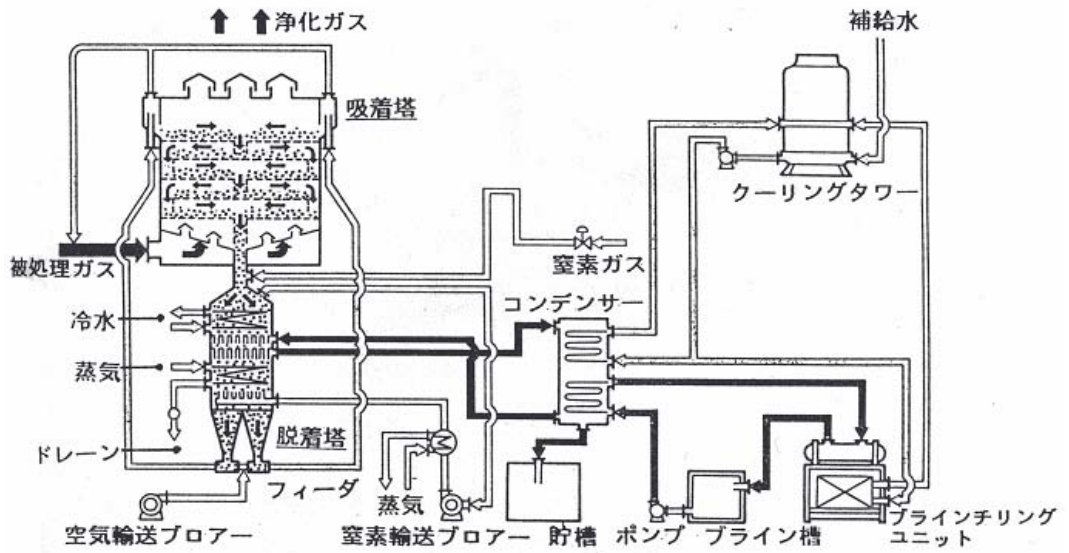 浄化ガス
補給水
吸着塔
クーリングタワー
被処理ガス
窒素ガス
コンデンサー
冷水
蒸気
脱着塔
ドレーン
フィーダ
蒸気
M
空気輸送ブロアー
窒素輸送ブロアー
貯槽
ポンプ
ブライン槽
ブラインチリング
ユニット